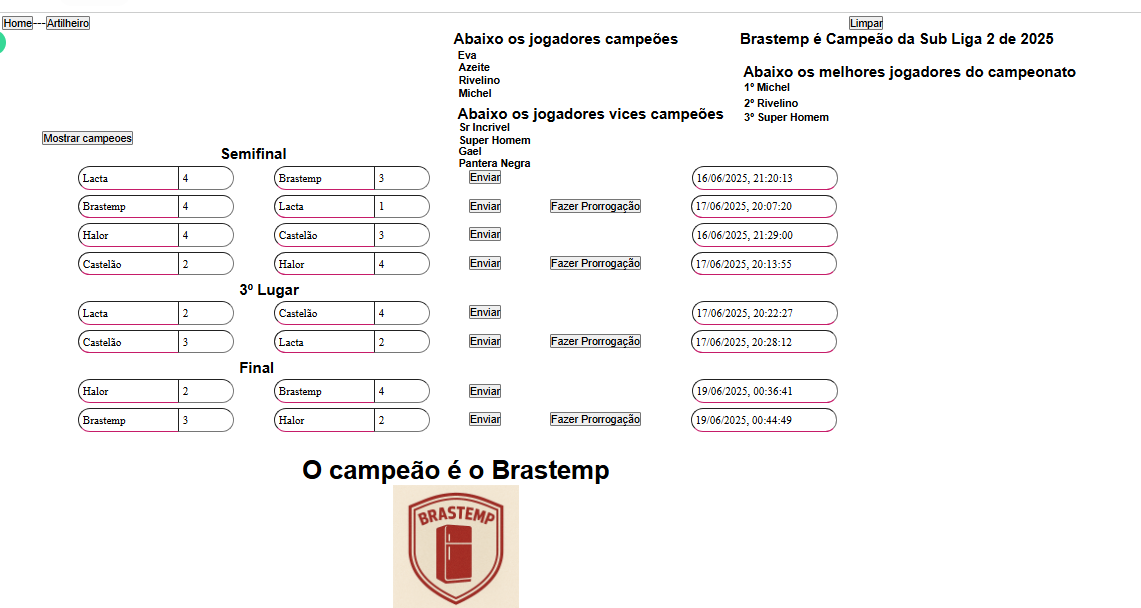 Home---Artilheiro
Limpar
Abaixo os jogadores campeões
Eva
Azeite
Rivelino
Michel
Abaixo os jogadores vices campeões
Sr Incrivel
Super Homem
Gael
Pantera Negra
Brastemp é Campeão da Sub Liga 2 de 2025
Abaixo os melhores jogadores do campeonato
1º Michel
2º Rivelino
3º Super Homem
Mostrar campeoes
Semifinal
Lacta 4 Brastemp 3 Enviar 16/06/2025, 21:20:13
Brastemp 4 Lacta 1 Enviar Fazer Prorrogação 17/06/2025, 20:07:20
Halor 4 Castelão 3 Enviar 16/06/2025, 21:29:00
Castelão 2 Halor 4 Enviar Fazer Prorrogação 17/06/2025, 20:13:55
3º Lugar
Lacta 2 Castelão 4 Enviar 17/06/2025, 20:22:27
Castelão 3 Lacta 2 Enviar Fazer Prorrogação 17/06/2025, 20:28:12
Final
Halor 2 Brastemp 4 Enviar 19/06/2025, 00:36:41
Brastemp 3 Halor 2 Enviar Fazer Prorrogação 19/06/2025, 00:44:49
O campeão é o Brastemp
BRASTEMP